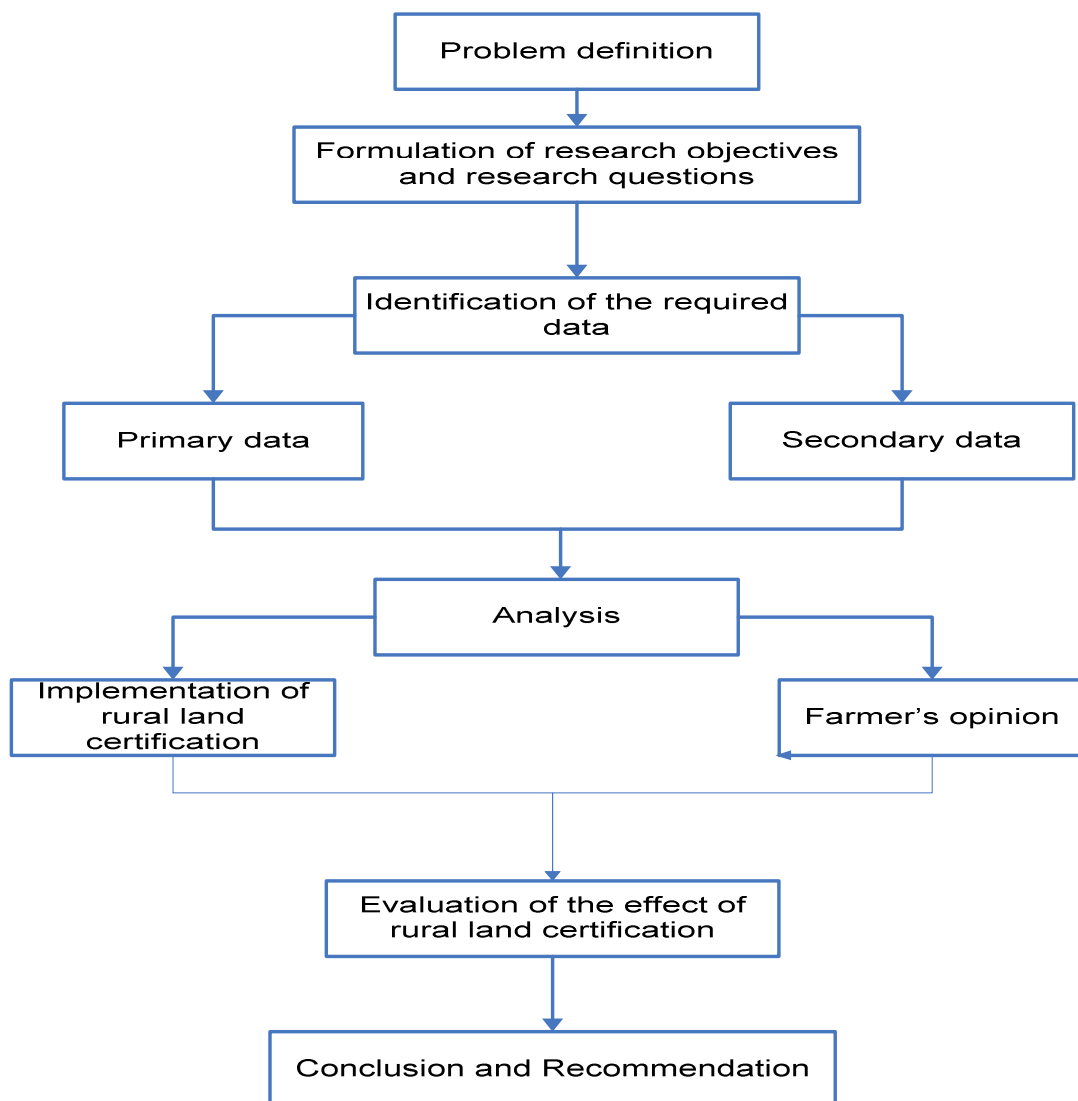 Problem definition
Formulation of research objectives
and research questions
Identification of the required
data
Primary data
Secondary data
Analysis
Implementation of
rural land
certification
Farmer’s opinion
Evaluation of the effect of
rural land certification
Conclusion and Recommendation